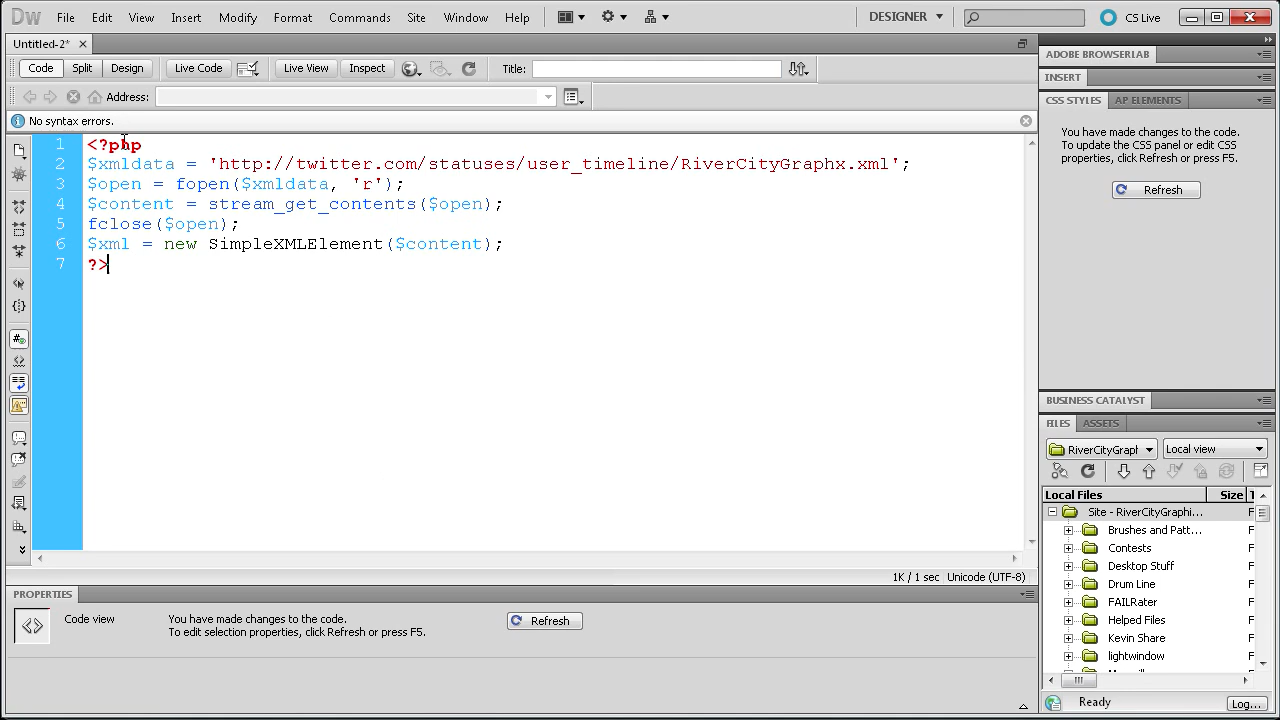 Dw File Edit View Insert Modify Format Commands Site Window Help DESIGNER CS Live
Untitled-2*
Code Split Design Live Code Live View Inspect Title:
Address:
No syntax errors.
1 <?php
2 $xmldata = 'http://twitter.com/statuses/user_timeline/RiverCityGraphx.xml';
3 $open = fopen($xmldata, 'r');
4 $content = stream_get_contents($open);
5 fclose($open);
6 $xml = new SimpleXMLElement($content);
7 ?>
1K / 1 sec Unicode (UTF-8)
PROPERTIES
Code view
You have made changes to the code.
To edit selection properties, click Refresh or press F5.
Refresh
ADOBE BROWSERLAB
INSERT
CSS STYLES AP ELEMENTS
You have made changes to the code.
To update the CSS panel or edit CSS
properties, click Refresh or press F5.
Refresh
BUSINESS CATALYST
FILES ASSETS
RiverCityGraph Local view
Local Files Size T
Site - RiverCityGraphi... F
Brushes and Patt... F
Contests F
Desktop Stuff F
Drum Line F
FAILRater F
Helped Files F
Kevin Share F
lightwindow F
Ready Log...